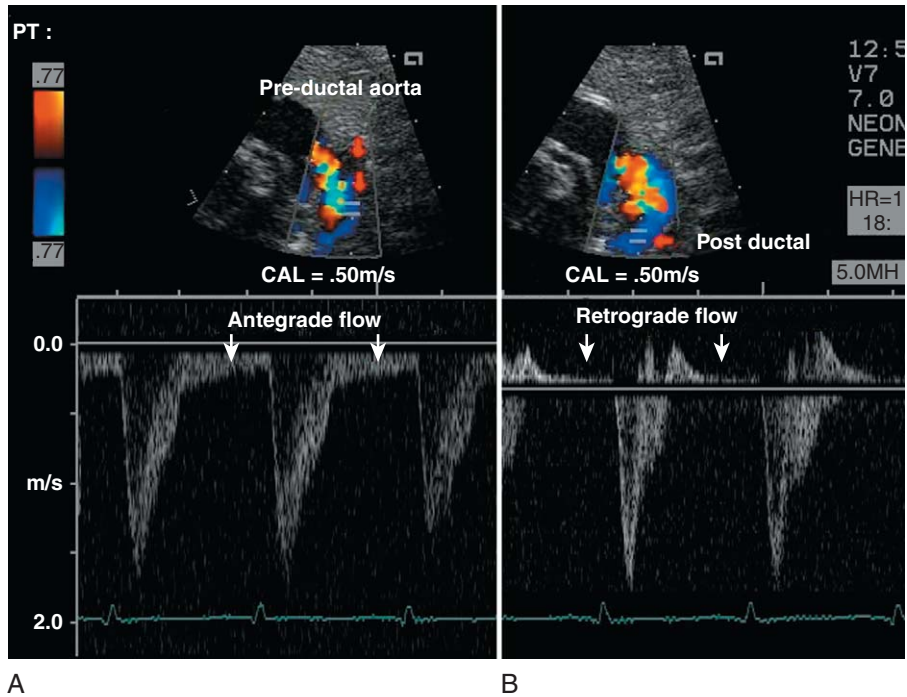 PT :
.77
.77
Pre-ductal aorta
CAL = .50m/s
Antegrade flow
0.0
m/s
2.0
A
12:5
V7
7.0
NEON
GENE
HR=1
18:
Post ductal
CAL = .50m/s
5.0MH
Retrograde flow
B